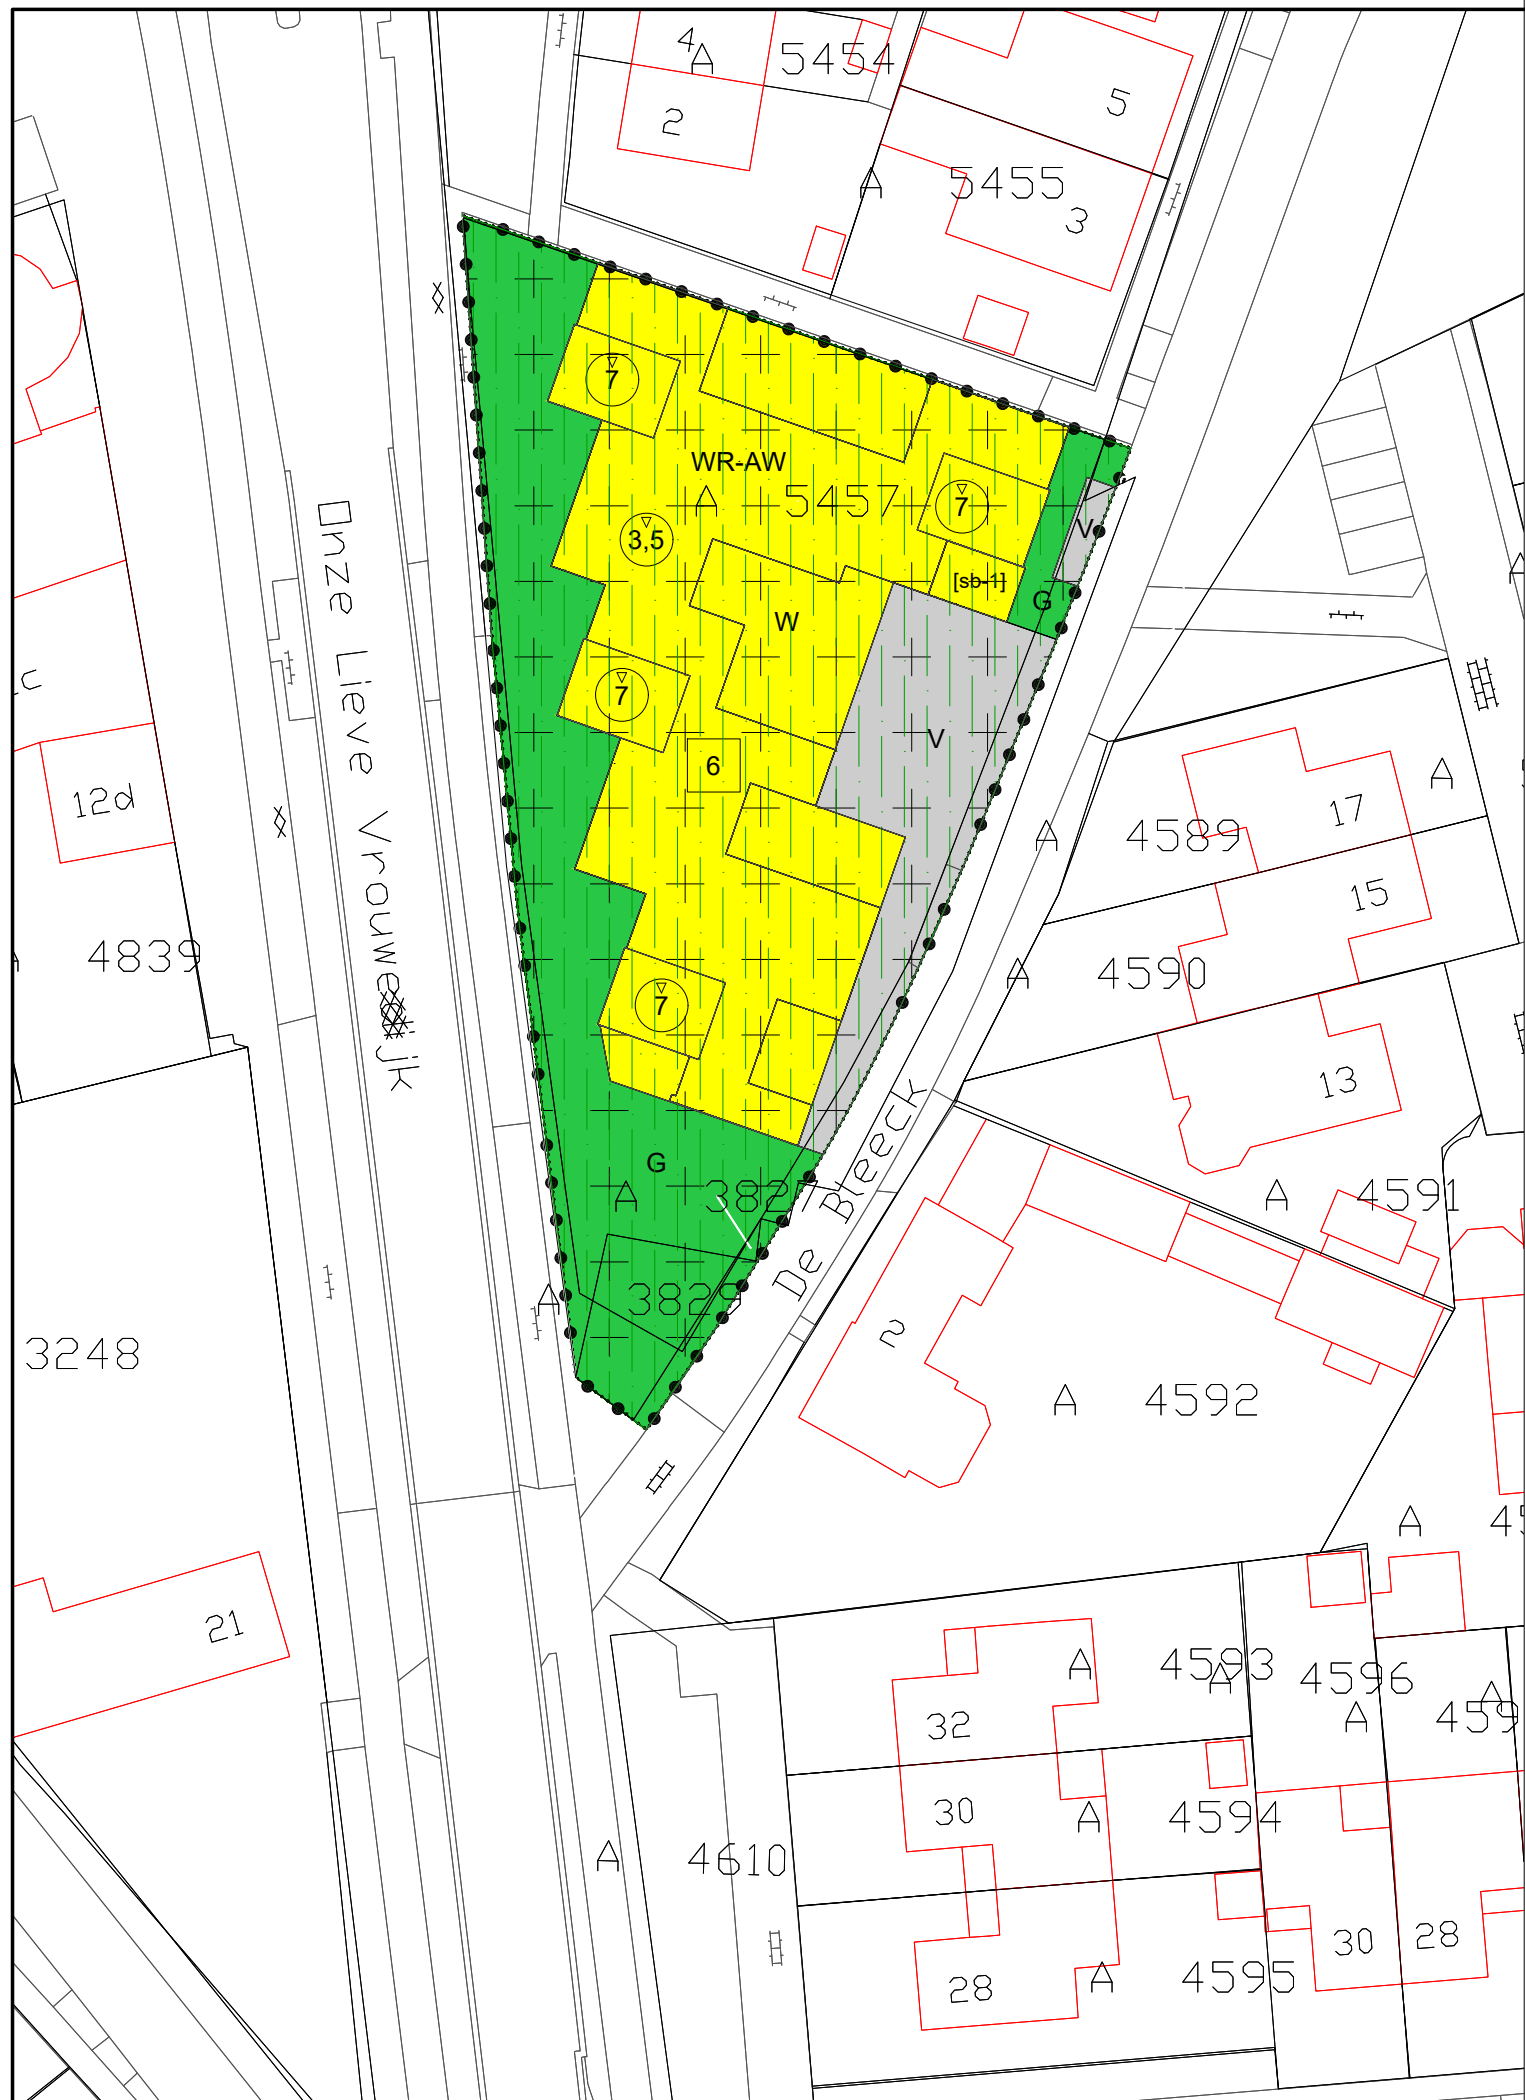 4
A 5454
2
5
A 5455
3
7
WR-AW
A 5457
7
3,5
V
[sb-1]
G
W
7
V
6
Onze Lieve Vrouwedijk
12d
4839
A 4589
17
A
15
A 4590
13
7
A 4591
G
A 3827
De Bleeck
A 3829
2
3248
A 4592
A
21
A 4593
A 4596
A
A
32
30
A 4594
A 4610
30
28
28
A 4595